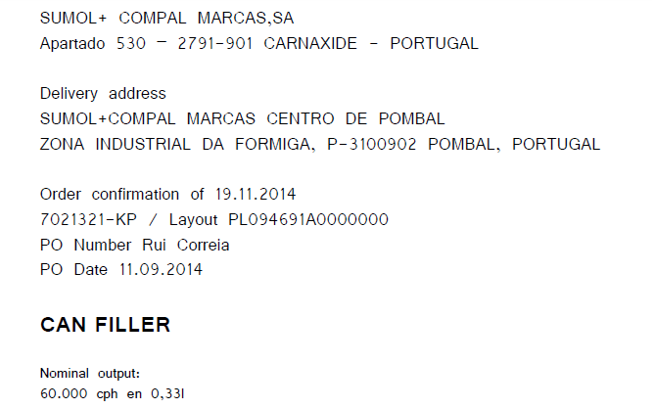 SUMOL+ COMPAL MARCAS,SA
Apartado 530 – 2791-901 CARNAXIDE - PORTUGAL
Delivery address
SUMOL+COMPAL MARCAS CENTRO DE POMBAL
ZONA INDUSTRIAL DA FORMIGA, P-3100902 POMBAL, PORTUGAL
Order confirmation of 19.11.2014
7021321-KP / Layout PL094691A0000000
PO Number Rui Correia
PO Date 11.09.2014
CAN FILLER
Nominal output:
60.000 cph en 0,33l